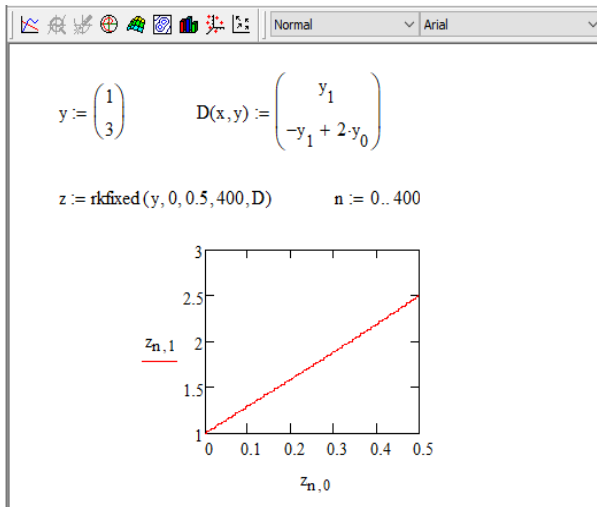 Normal Arial
y := (1 3) D(x,y) := (y₁ −y₁ + 2·y₀)
z := rkfixed(y, 0, 0.5, 400, D) n := 0.. 400
3
2.5
2
zₙ,₁
1.5
1
0 0.1 0.2 0.3 0.4 0.5
zₙ,₀